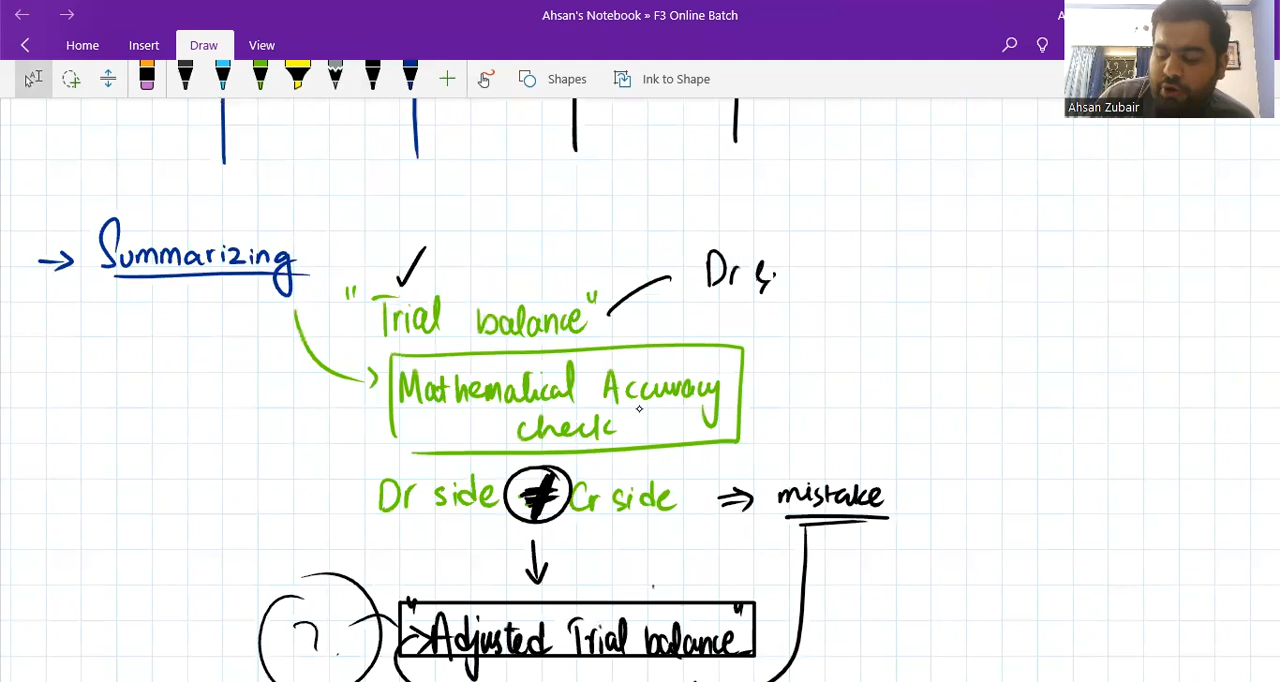 Ahsan's Notebook » F3 Online Batch
Home Insert Draw View
Shapes Ink to Shape
Ahsan Zubair
→ Summarizing
✓
Dr
"Trial balance"
Mathematical Accuracy
check
Dr side ≠ Cr side ⇒ mistake
?
"Adjusted Trial balance"